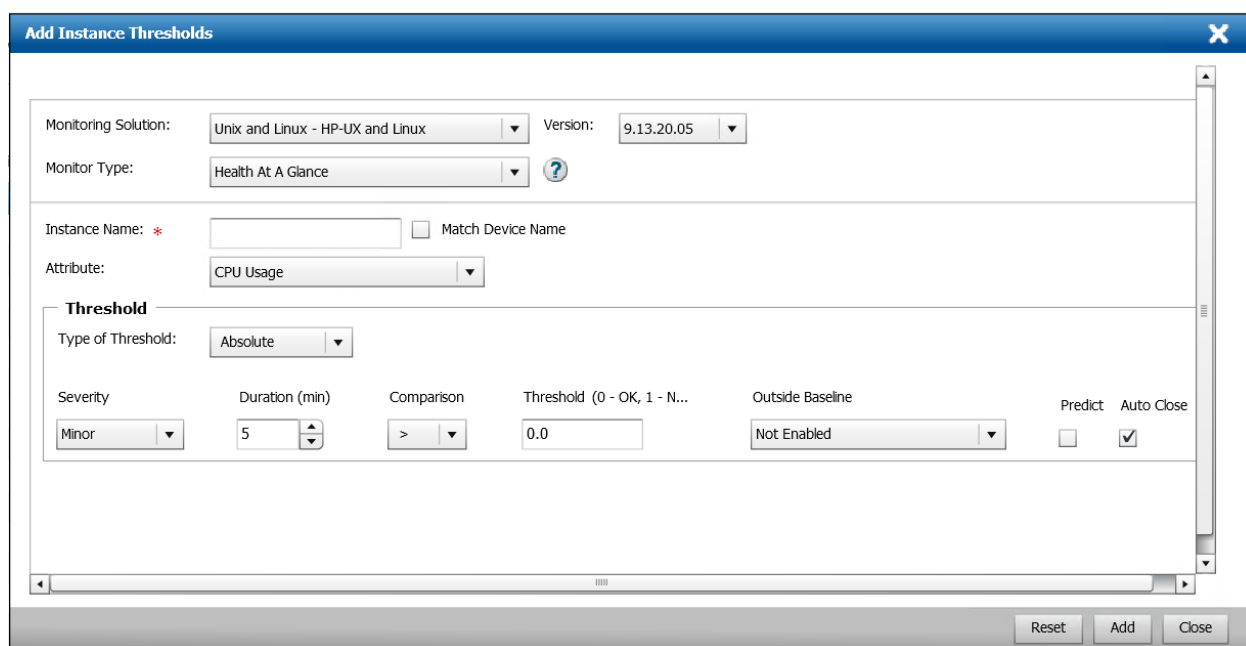 Add Instance Thresholds
Monitoring Solution: Unix and Linux - HP-UX and Linux Version: 9.13.20.05
Monitor Type: Health At A Glance ?
Instance Name: * Match Device Name
Attribute: CPU Usage
Threshold
Type of Threshold: Absolute
Severity Duration (min) Comparison Threshold (0 - OK, 1 - N... Outside Baseline Predict Auto Close
Minor 5 > 0.0 Not Enabled
Reset Add Close